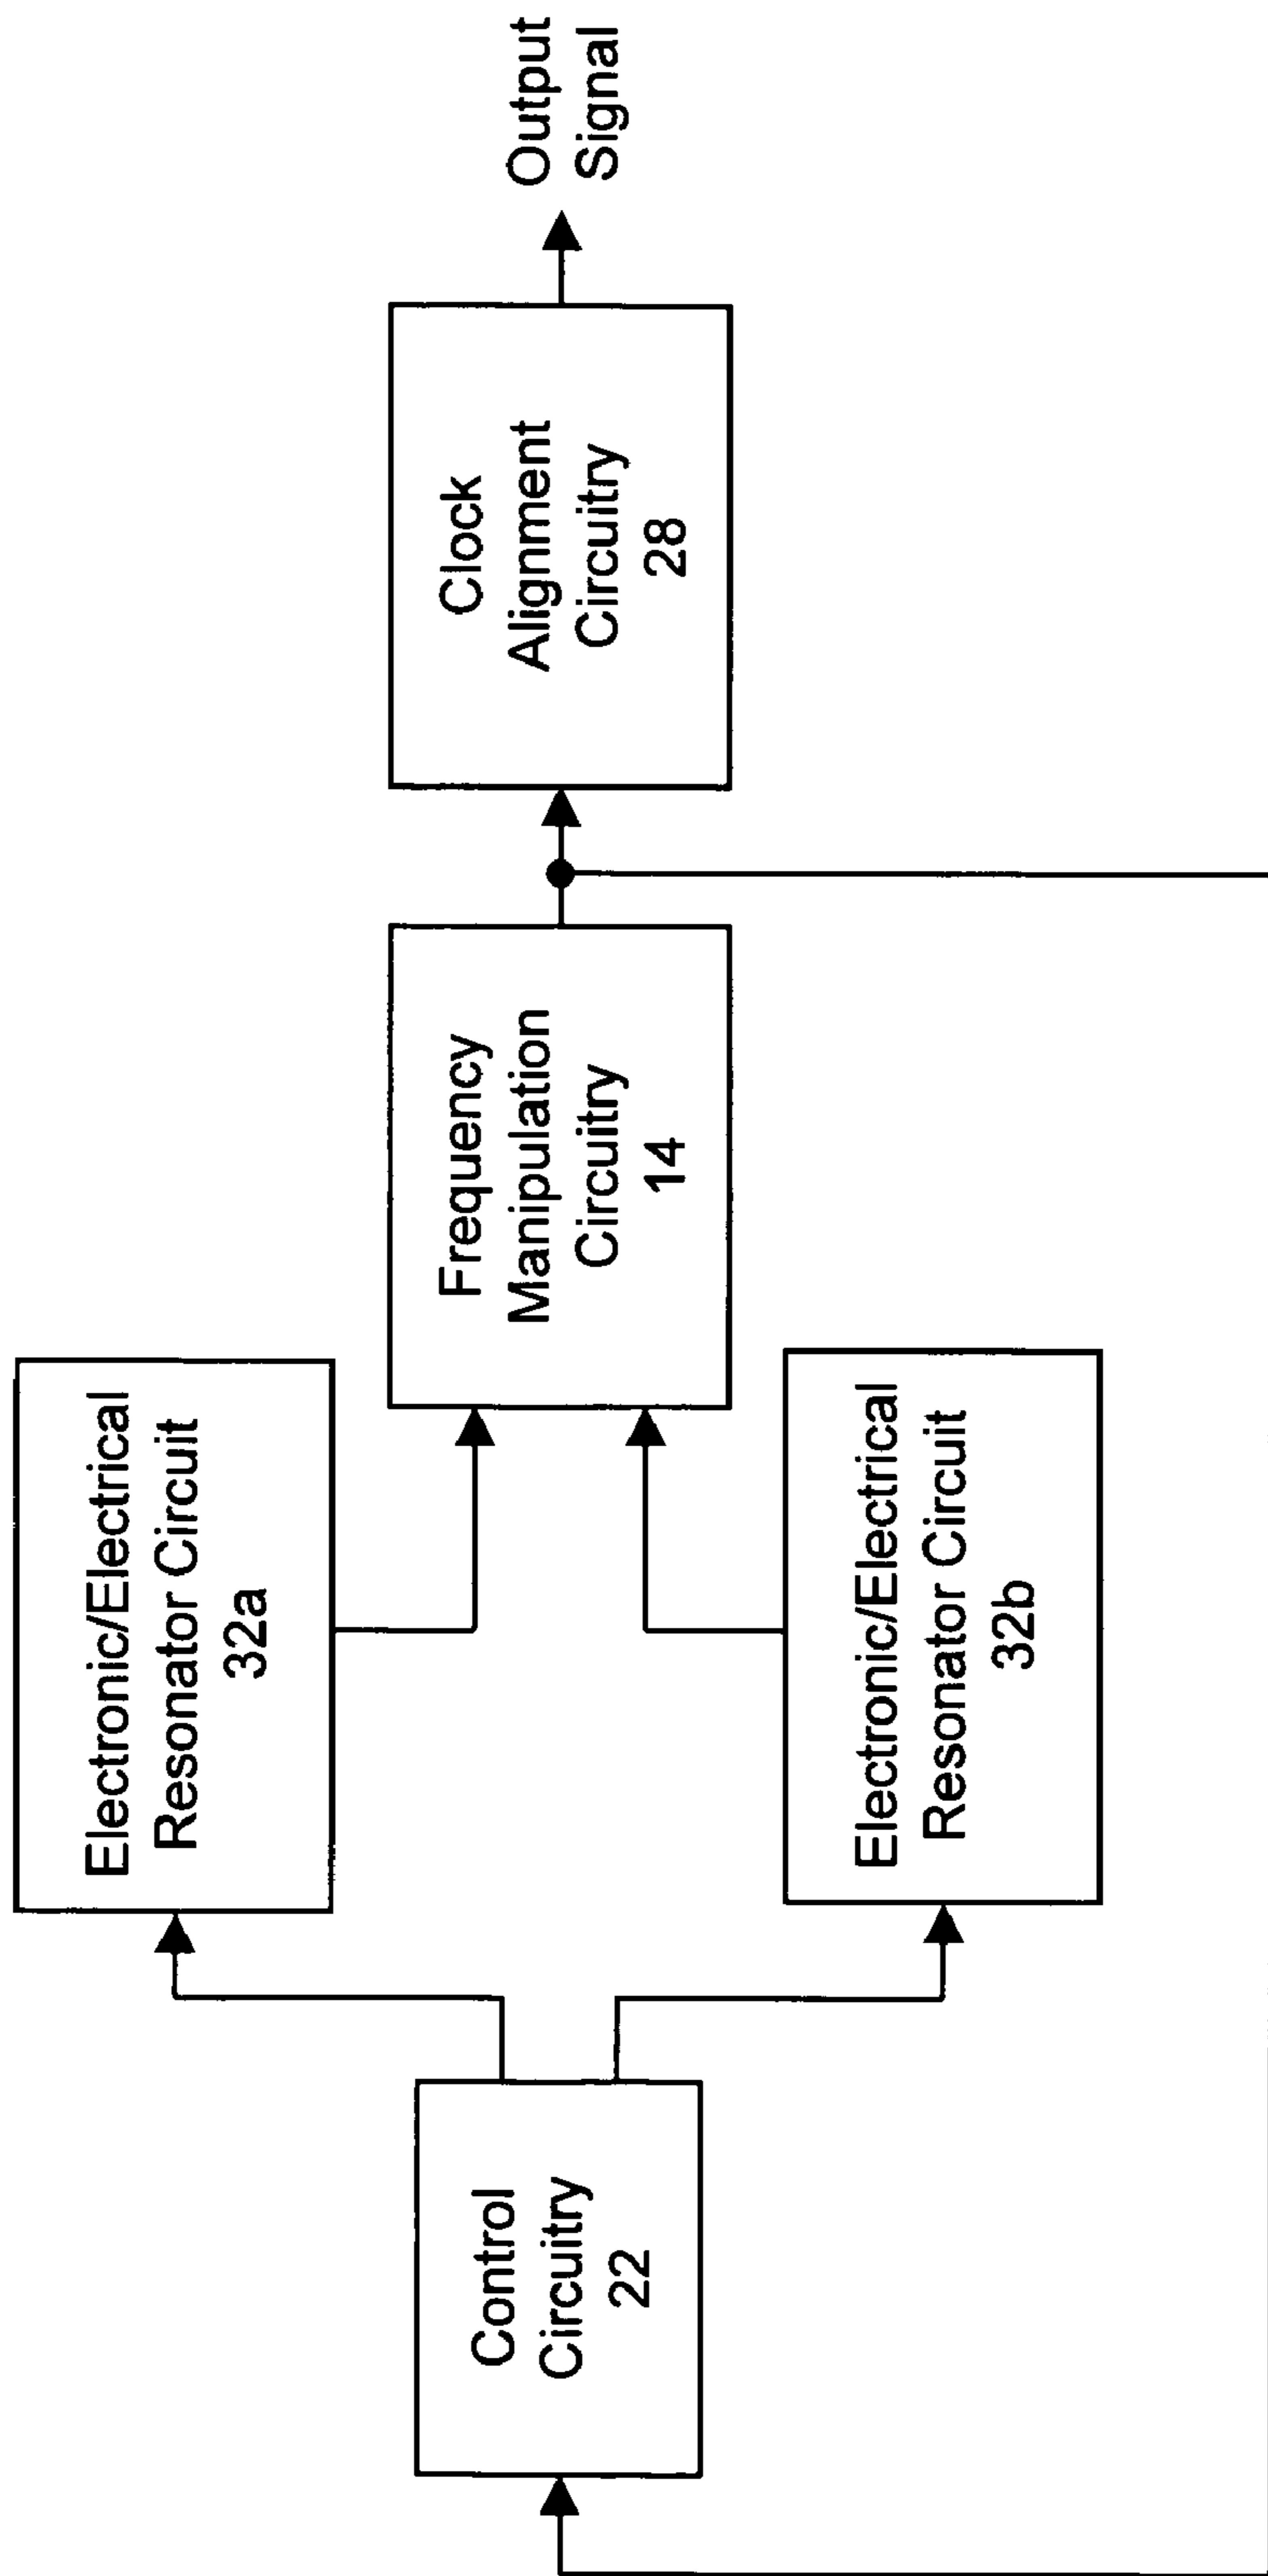 Control
Circuitry
22
Electronic/Electrical
Resonator Circuit
32a
Electronic/Electrical
Resonator Circuit
32b
Frequency
Manipulation
Circuitry
14
Clock
Alignment
Circuitry
28
Output
Signal